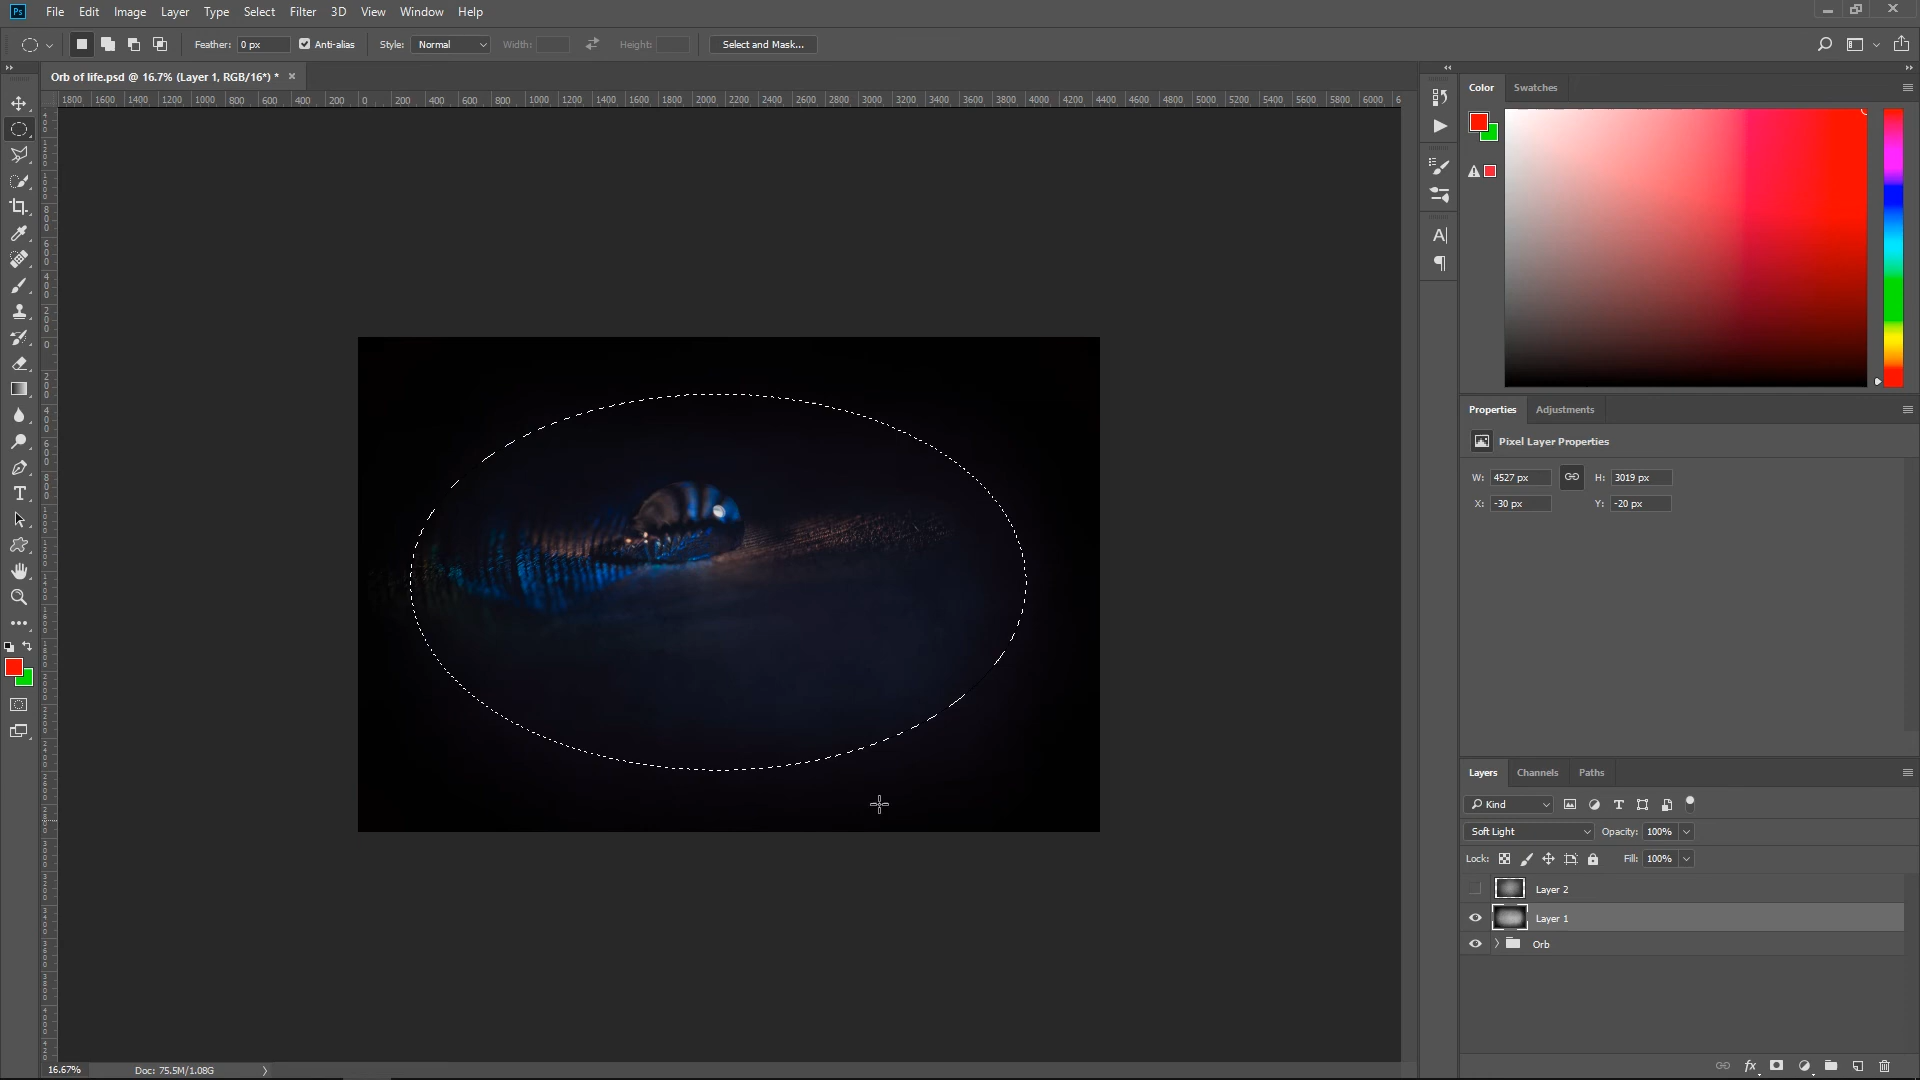 Ps File Edit Image Layer Type Select Filter 3D View Window Help
Feather: 0 px Anti-alias Style: Normal Width: Height: Select and Mask...
Orb of life.psd @ 16.7% (Layer 1, RGB/16*) * ×
1800 1600 1400 1200 1000 800 600 400 200 0 200 400 600 800 1000 1200 1400 1600 1800 2000 2200 2400 2600 2800 3000 3200 3400 3600 3800 4000 4200 4400 4600 4800 5000 5200 5400 5600 5800 6000 6
Color Swatches
Properties Adjustments
Pixel Layer Properties
W: 4527 px H: 3019 px
X: -30 px Y: -20 px
Layers Channels Paths
Kind
Soft Light Opacity: 100%
Lock: Fill: 100%
Layer 2
Layer 1
Orb
16.67% Doc: 75.5M/1.08G